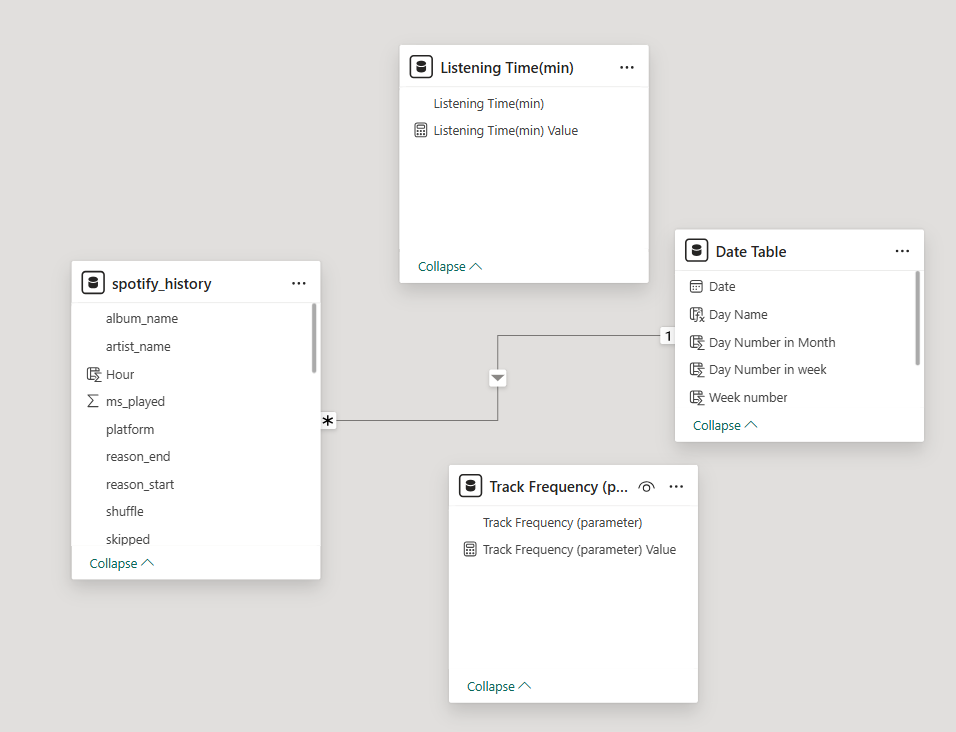 Listening Time(min)
Listening Time(min)
Listening Time(min) Value
Collapse
Date Table
Date
Day Name
Day Number in Month
Day Number in week
Week number
Collapse
1
*
spotify_history
album_name
artist_name
Hour
ms_played
platform
reason_end
reason_start
shuffle
skipped
Collapse
Track Frequency (p...
Track Frequency (parameter)
Track Frequency (parameter) Value
Collapse